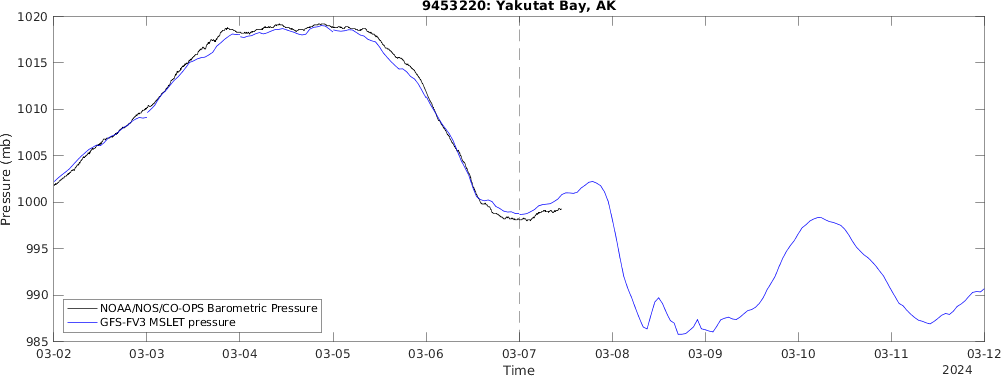 9453220: Yakutat Bay, AK
1020
1015
1010
1005
1000
995
990
985
Pressure (mb)
NOAA/NOS/CO-OPS Barometric Pressure
GFS-FV3 MSLET pressure
03-02 03-03 03-04 03-05 03-06 03-07 03-08 03-09 03-10 03-11 03-12
Time
2024